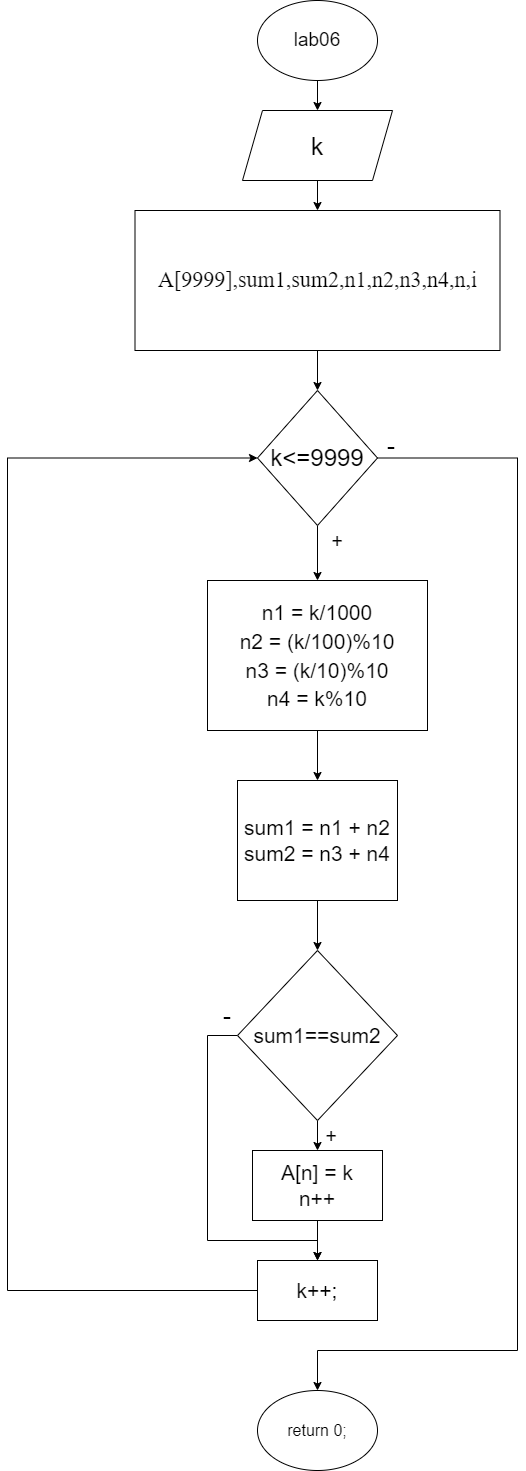 lab06
k
A[9999],sum1,sum2,n1,n2,n3,n4,n,i
k<=9999
-
+
n1 = k/1000
n2 = (k/100)%10
n3 = (k/10)%10
n4 = k%10
sum1 = n1 + n2
sum2 = n3 + n4
-
sum1==sum2
+
A[n] = k
n++
k++;
return 0;